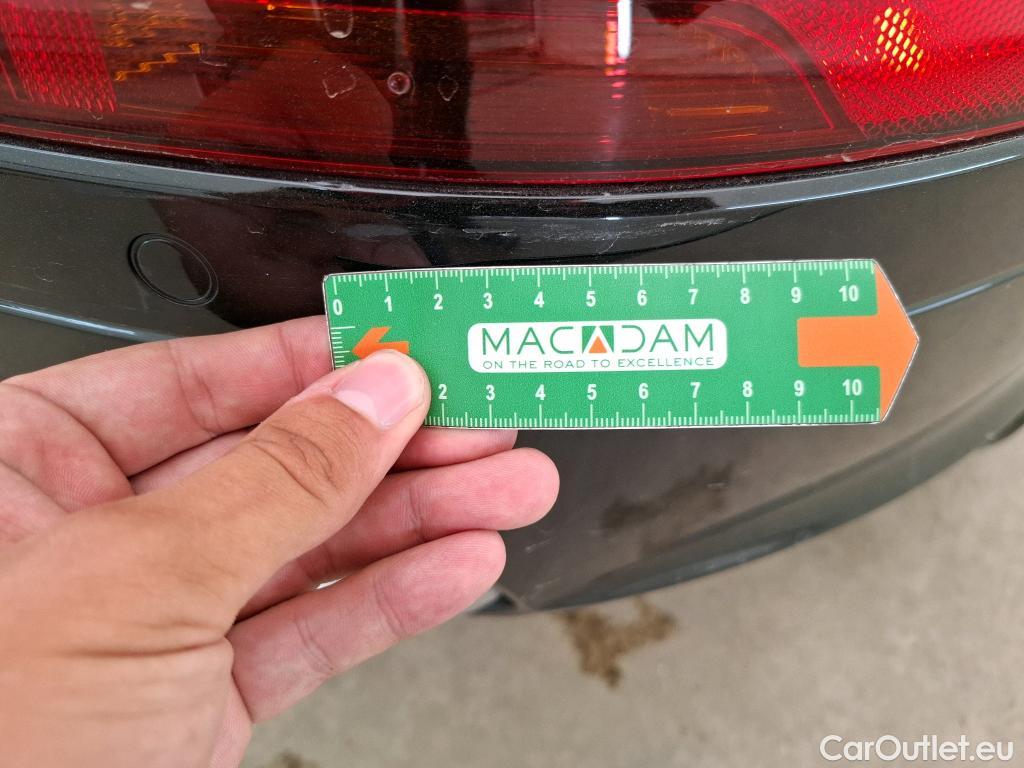 0 1 2 3 4 5 6 7 8 9 10
MACADAM
ON THE ROAD TO EXCELLENCE
2 3 4 5 6 7 8 9 10
CarOutlet.eu